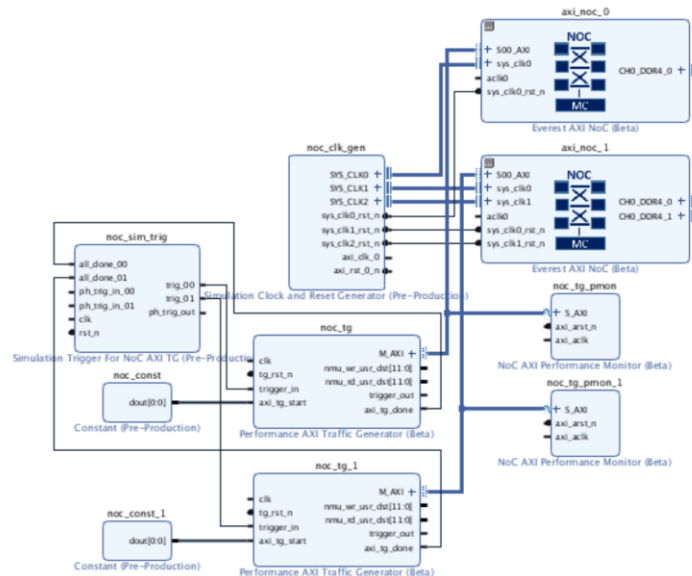 axi_noc_0
NOC
S00_AXI
sys_clk0
aclk0
sys_clk0_rst_n
CH0_DDR4_0
MC
Everest AXI NoC (Beta)
noc_clk_gen
SYS_CLK0
SYS_CLK1
SYS_CLK2
sys_clk0_rst_n
sys_clk1_rst_n
sys_clk2_rst_n
axi_clk_0
axi_rst_0_n
Simulation Clock and Reset Generator (Pre-Production)
axi_noc_1
NOC
S00_AXI
sys_clk0
sys_clk1
aclk0
sys_clk0_rst_n
sys_clk1_rst_n
CH0_DDR4_0
CH0_DDR4_1
MC
Everest AXI NoC (Beta)
noc_sim_trig
all_done_00
all_done_01
ph_trig_in_00
ph_trig_in_01
clk
rst_n
trig_00
trig_01
ph_trig_out
Simulation Trigger For NoC AXI TG (Pre-Production)
noc_tg_pmon
S_AXI
axi_arst_n
axi_aclk
NoC AXI Performance Monitor (Beta)
noc_tg
clk
tg_rst_n
trigger_in
axi_tg_start
M_AXI
nmu_wr_usr_dst[11:0]
nmu_rd_usr_dst[11:0]
trigger_out
axi_tg_done
Performance AXI Traffic Generator (Beta)
noc_const
dout[0:0]
Constant (Pre-Production)
noc_tg_pmon_1
S_AXI
axi_arst_n
axi_aclk
NoC AXI Performance Monitor (Beta)
noc_tg_1
clk
tg_rst_n
trigger_in
axi_tg_start
M_AXI
nmu_wr_usr_dst[11:0]
nmu_rd_usr_dst[11:0]
trigger_out
axi_tg_done
Performance AXI Traffic Generator (Beta)
noc_const_1
dout[0:0]
Constant (Pre-Production)